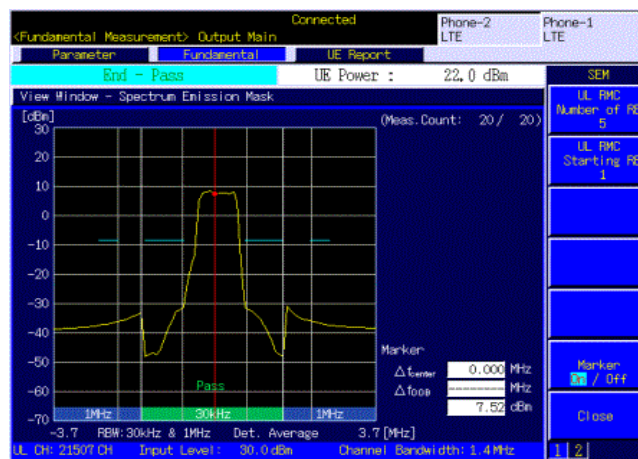 Connected
Phone-2
LTE
Phone-1
LTE
<Fundamental Measurement> Output Main
Parameter
Fundamental
UE Report
End - Pass
UE Power :
22.0 dBm
SEM
View Window - Spectrum Emission Mask
UL RMC
Number of RB
5
[dBm]
(Meas.Count: 20 / 20)
UL RMC
Starting RB
1
30
20
10
0
-10
-20
-30
-40
-50
-60
-70
Pass
1MHz
30kHz
1MHz
Marker
Δfcenter
0.000
MHz
ΔfOOB
--------
MHz
7.52
dBm
Marker
On / Off
Close
-3.7
RBW:30kHz & 1MHz
Det. Average
3.7
[MHz]
UL CH: 21507 CH
Input Level: 30.0 dBm
Channel Bandwidth: 1.4 MHz
1
2